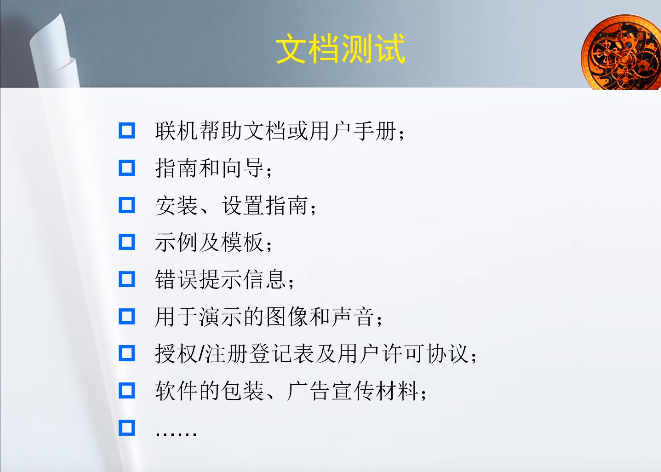 文档测试
联机帮助文档或用户手册；
指南和向导；
安装、设置指南；
示例及模板；
错误提示信息；
用于演示的图像和声音；
授权/注册登记表及用户许可协议；
软件的包装、广告宣传材料；
……